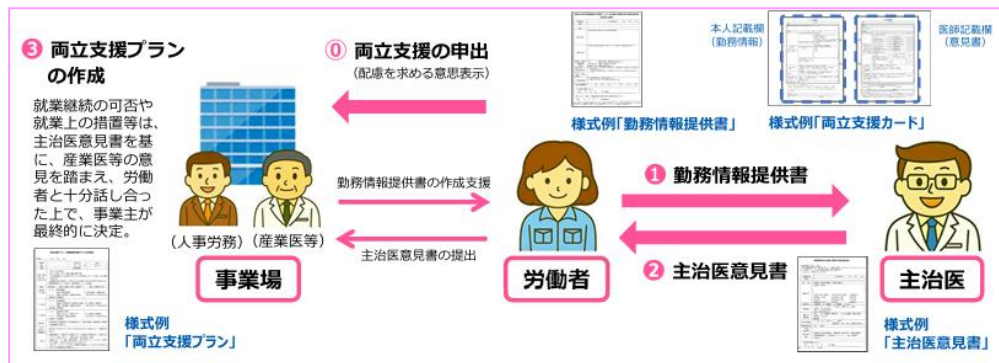 ❸ 両立支援プラン
の作成
就業継続の可否や
就業上の措置等は、
主治医意見書を基
に、産業医等の意
見を踏まえ、労働
者と十分話し合っ
た上で、事業主が
最終的に決定。
様式例
「両立支援プラン」
(人事労務)
(産業医等)
事業場
⓪ 両立支援の申出
(配慮を求める意思表示)
勤務情報提供書の作成支援
主治医意見書の提出
様式例「勤務情報提供書」
本人記載欄
(勤務情報)
医師記載欄
(意見書)
様式例「両立支援カード」
労働者
❶ 勤務情報提供書
❷ 主治医意見書
主治医
様式例
「主治医意見書」